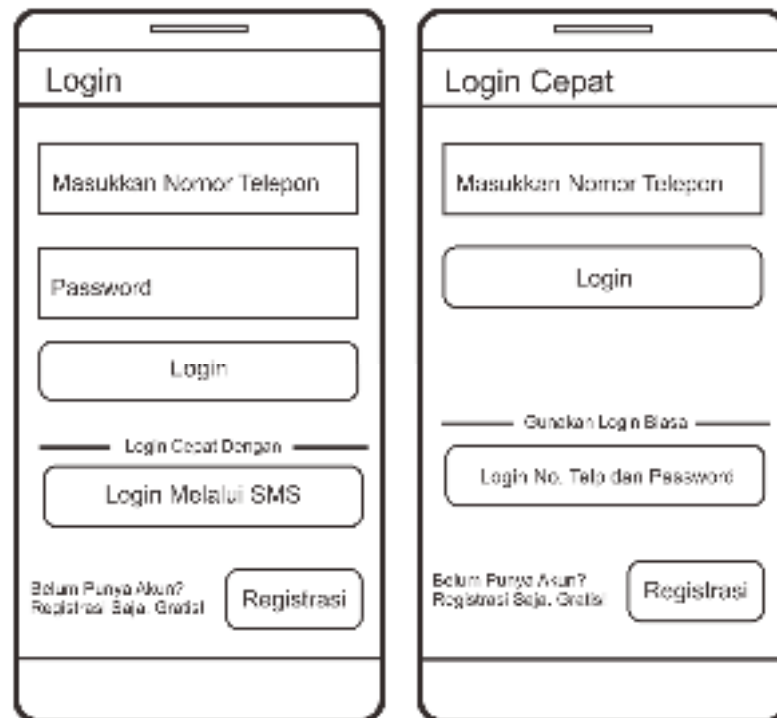 Login
Masukkan Nomor Telepon
Password
Login
Login Cepat Dengan
Login Melalui SMS
Belum Punya Akun?
Registrasi Saja. Gratis!
Registrasi
Login Cepat
Masukkan Nomor Telepon
Login
Gunakan Login Biasa
Login No. Telp dan Password
Belum Punya Akun?
Registrasi Saja. Gratis!
Registrasi